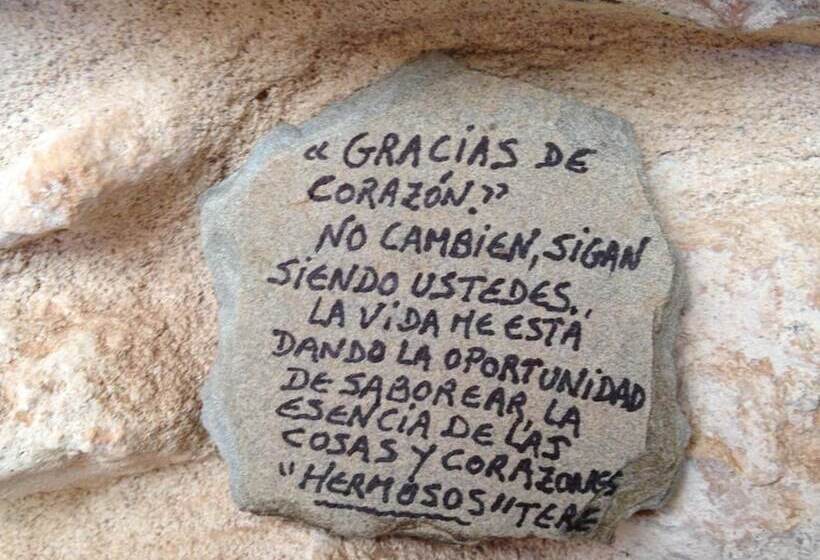 « GRACIAS DE
CORAZÓN.”
NO CAMBIEN, SIGAN
SIENDO USTEDES..
LA VIDA ME ESTÁ
DANDO LA OPORTUNIDAD
DE SABOREAR LA
ESENCIA DE LAS
COSAS Y CORAZONES
"HERMOSOS" TERE